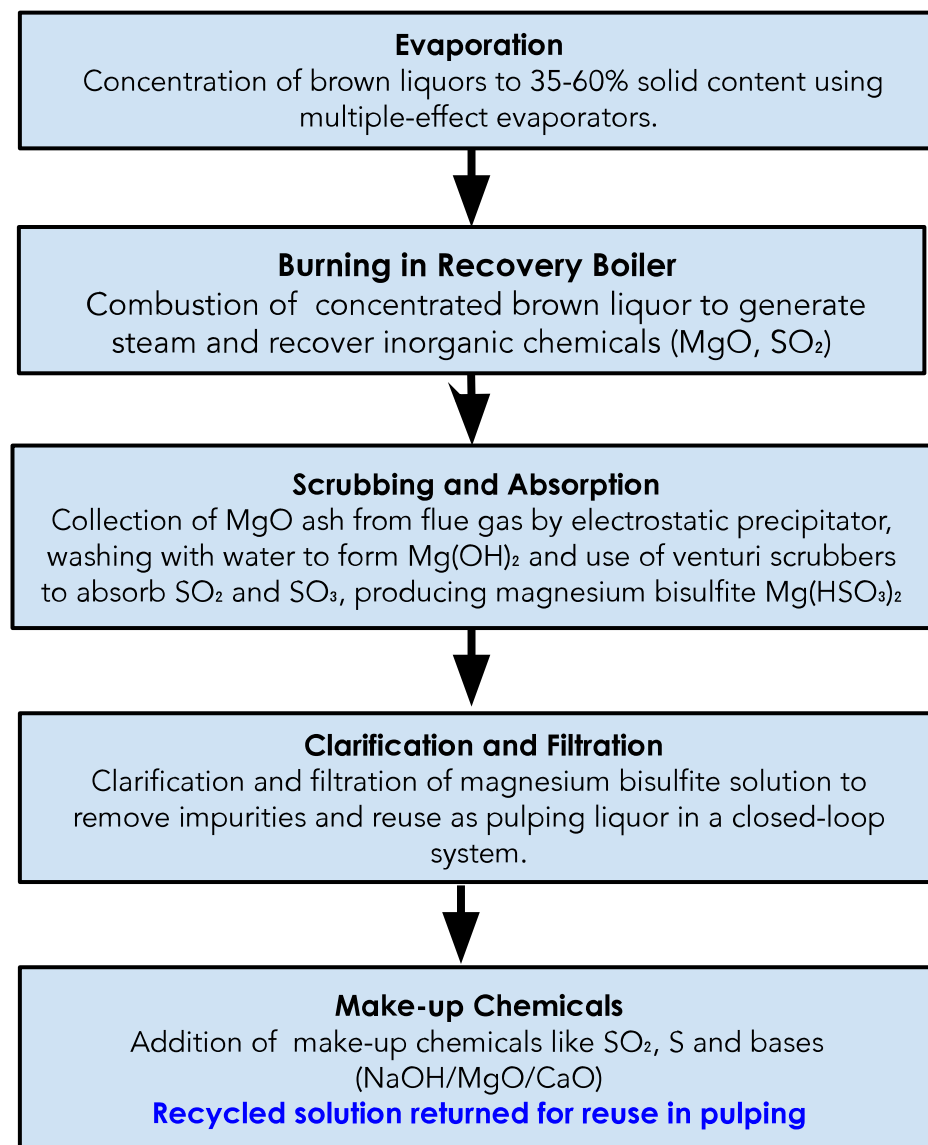 Evaporation
Concentration of brown liquors to 35-60% solid content using
multiple-effect evaporators.
Burning in Recovery Boiler
Combustion of concentrated brown liquor to generate
steam and recover inorganic chemicals (MgO, SO₂)
Scrubbing and Absorption
Collection of MgO ash from flue gas by electrostatic precipitator,
washing with water to form Mg(OH)₂ and use of venturi scrubbers
to absorb SO₂ and SO₃, producing magnesium bisulfite Mg(HSO₃)₂
Clarification and Filtration
Clarification and filtration of magnesium bisulfite solution to
remove impurities and reuse as pulping liquor in a closed-loop
system.
Make-up Chemicals
Addition of make-up chemicals like SO₂, S and bases
(NaOH/MgO/CaO)
Recycled solution returned for reuse in pulping